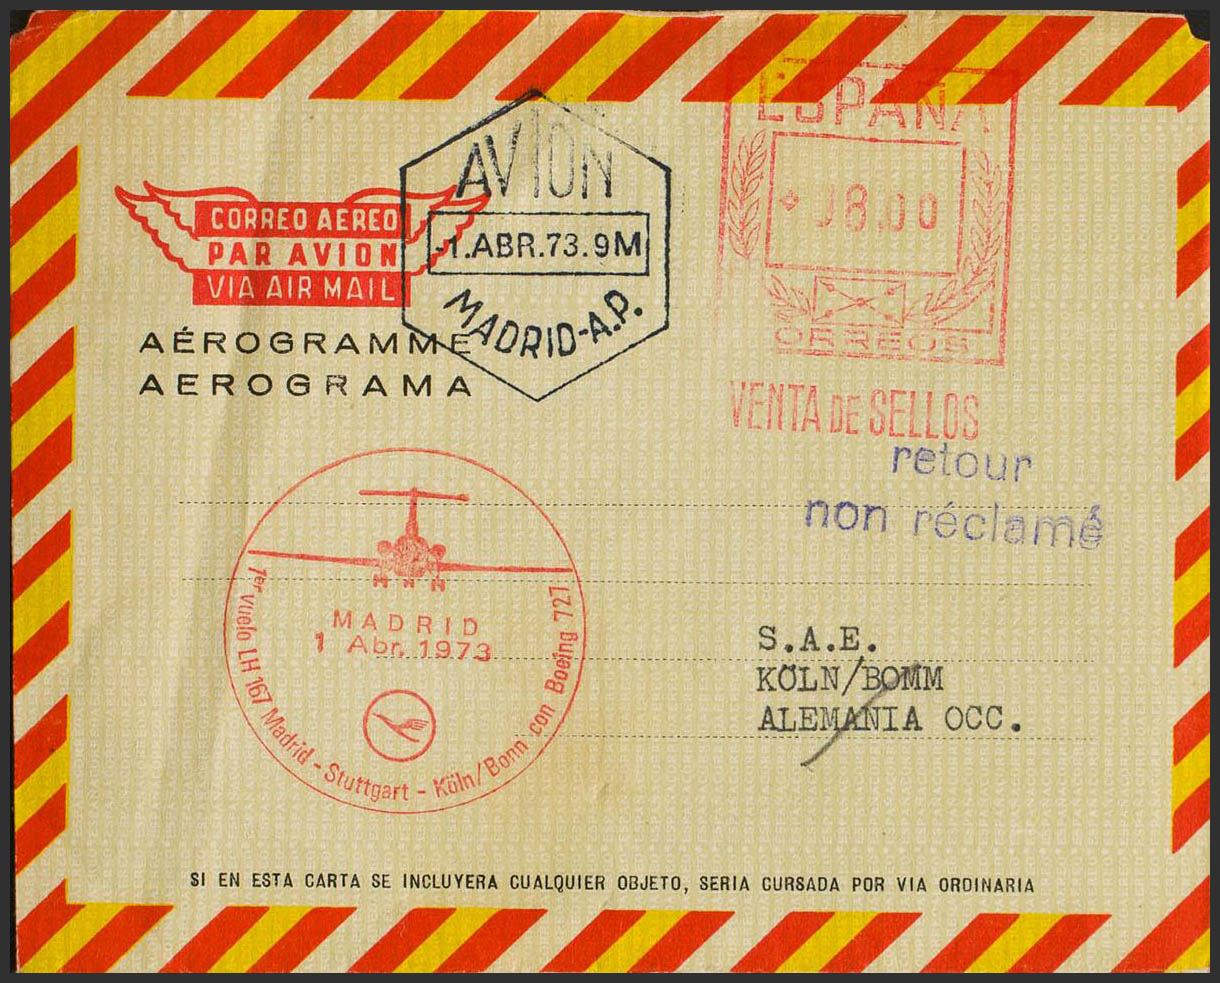 ESPAÑA
J8.00
CORREOS
VENTA DE SELLOS
AVION
-1.ABR.73.9M
MADRID-A.P.
CORREO AEREO
PAR AVION
VIA AIR MAIL
AÉROGRAMME
AEROGRAMA
retour
non réclamé
MADRID
1 Abr. 1973
1er vuelo LH 167 Madrid - Stuttgart - Köln/Bonn con Boeing 727
S.A.E.
KÖLN/BOMM
ALEMANIA OCC.
SI EN ESTA CARTA SE INCLUYERA CUALQUIER OBJETO, SERIA CURSADA POR VIA ORDINARIA